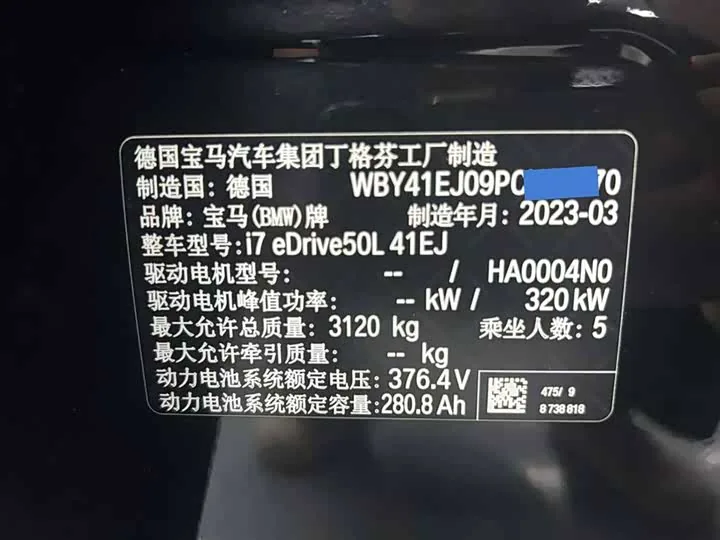 德国宝马汽车集团丁格芬工厂制造
制造国: 德国 WBY41EJ09PC 70
品牌: 宝马(BMW)牌 制造年月: 2023-03
整车型号: i7 eDrive50L 41EJ
驱动电机型号: -- / HA0004N0
驱动电机峰值功率: -- kW / 320 kW
最大允许总质量: 3120 kg 乘坐人数: 5
最大允许牵引质量: -- kg
动力电池系统额定电压: 376.4 V
动力电池系统额定容量: 280.8 Ah
475/ 9
8 738 818